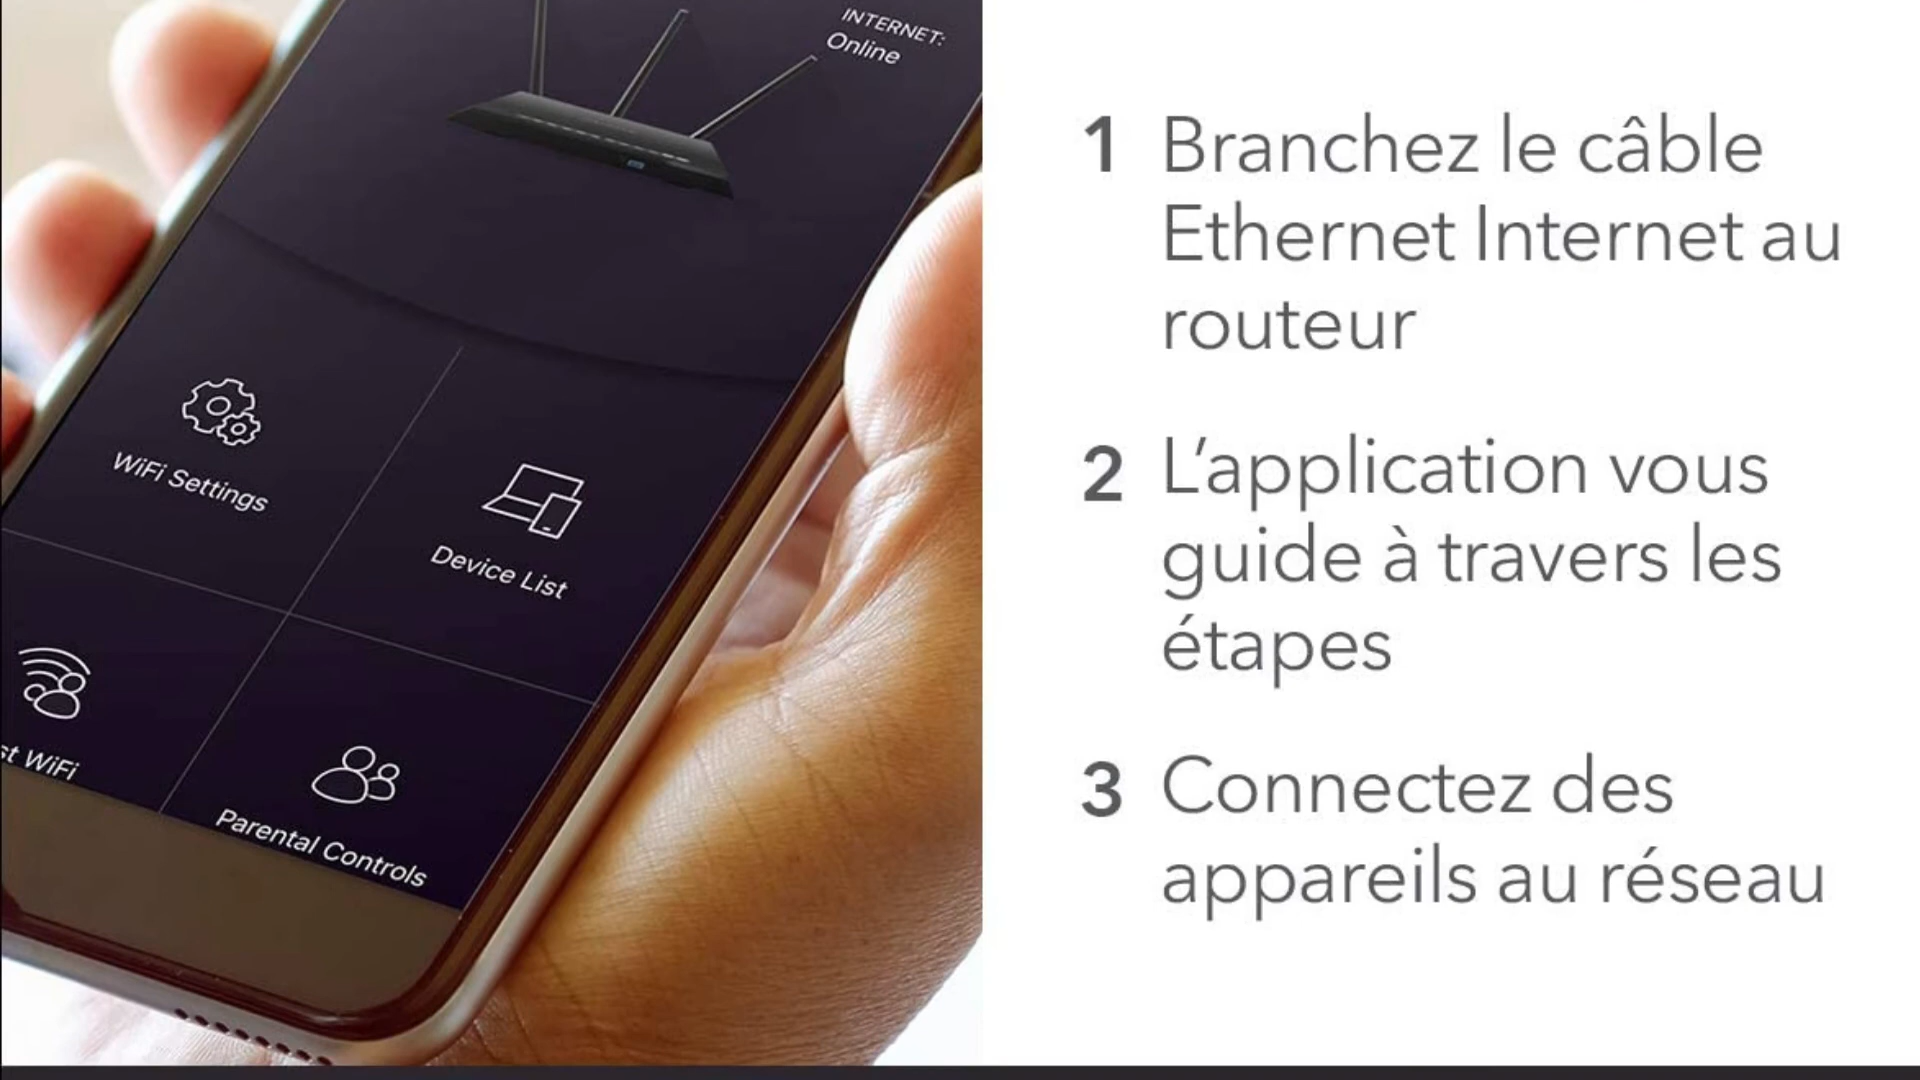 INTERNET:
Online
WiFi Settings
Device List
st WiFi
Parental Controls
1 Branchez le câble
Ethernet Internet au
routeur
2 L’application vous
guide à travers les
étapes
3 Connectez des
appareils au réseau